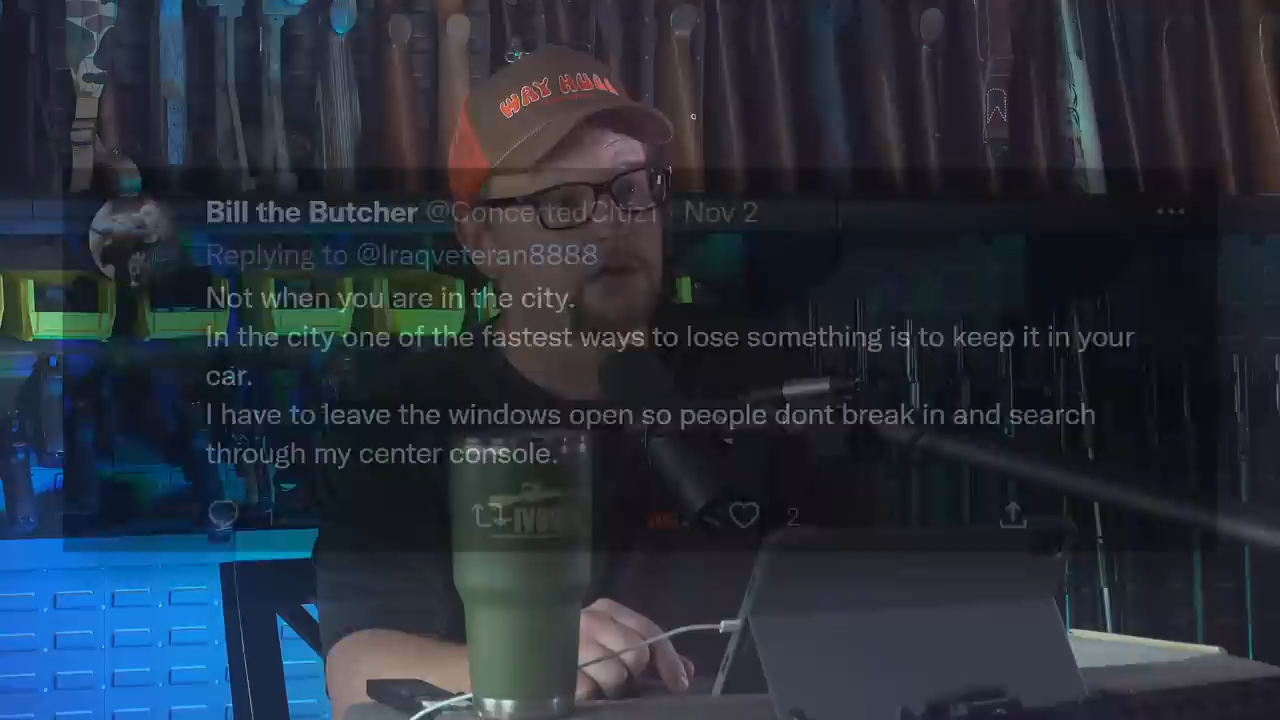 WAY HUGE
Bill the Butcher @ConcertedCitiz1 · Nov 2
Replying to @Iraqveteran8888
Not when you are in the city.
In the city one of the fastest ways to lose something is to keep it in your
car.
I have to leave the windows open so people dont break in and search
through my center console.
2